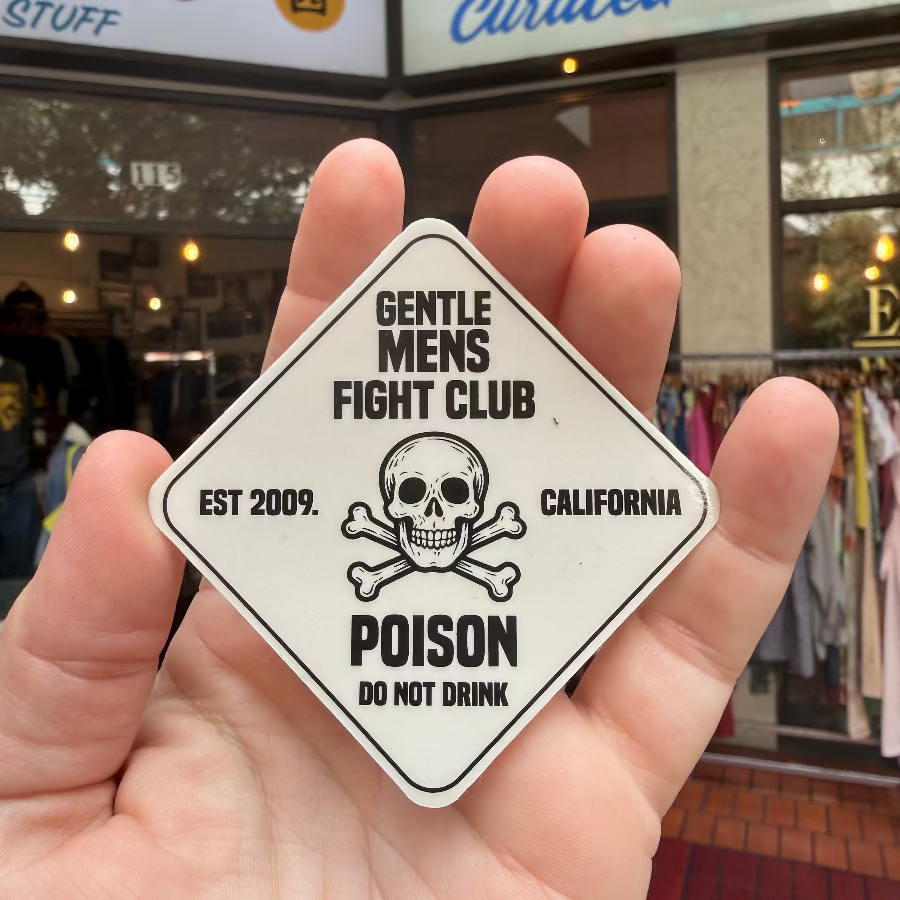 STUFF
115
GENTLE
MENS
FIGHT CLUB
EST 2009. CALIFORNIA
POISON
DO NOT DRINK